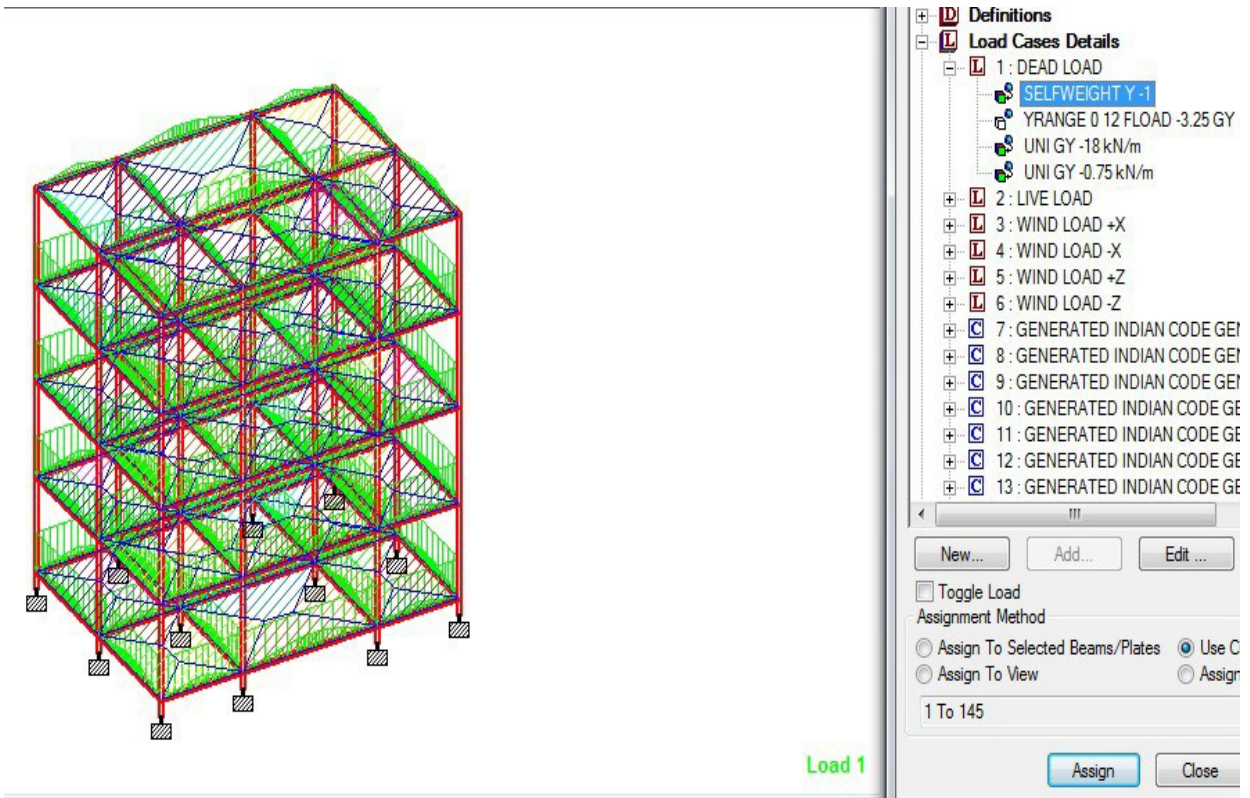 Definitions
Load Cases Details
1 : DEAD LOAD
SELFWEIGHT Y -1
YRANGE 0 12 FLOAD -3.25 GY
UNI GY -18 kN/m
UNI GY -0.75 kN/m
2 : LIVE LOAD
3 : WIND LOAD +X
4 : WIND LOAD -X
5 : WIND LOAD +Z
6 : WIND LOAD -Z
7 : GENERATED INDIAN CODE GEN
8 : GENERATED INDIAN CODE GEN
9 : GENERATED INDIAN CODE GEN
10 : GENERATED INDIAN CODE GE
11 : GENERATED INDIAN CODE GE
12 : GENERATED INDIAN CODE GE
13 : GENERATED INDIAN CODE GE
New... Add... Edit ...
Toggle Load
Assignment Method
Assign To Selected Beams/Plates Use C
Assign To View Assign
1 To 145
Load 1
Assign Close